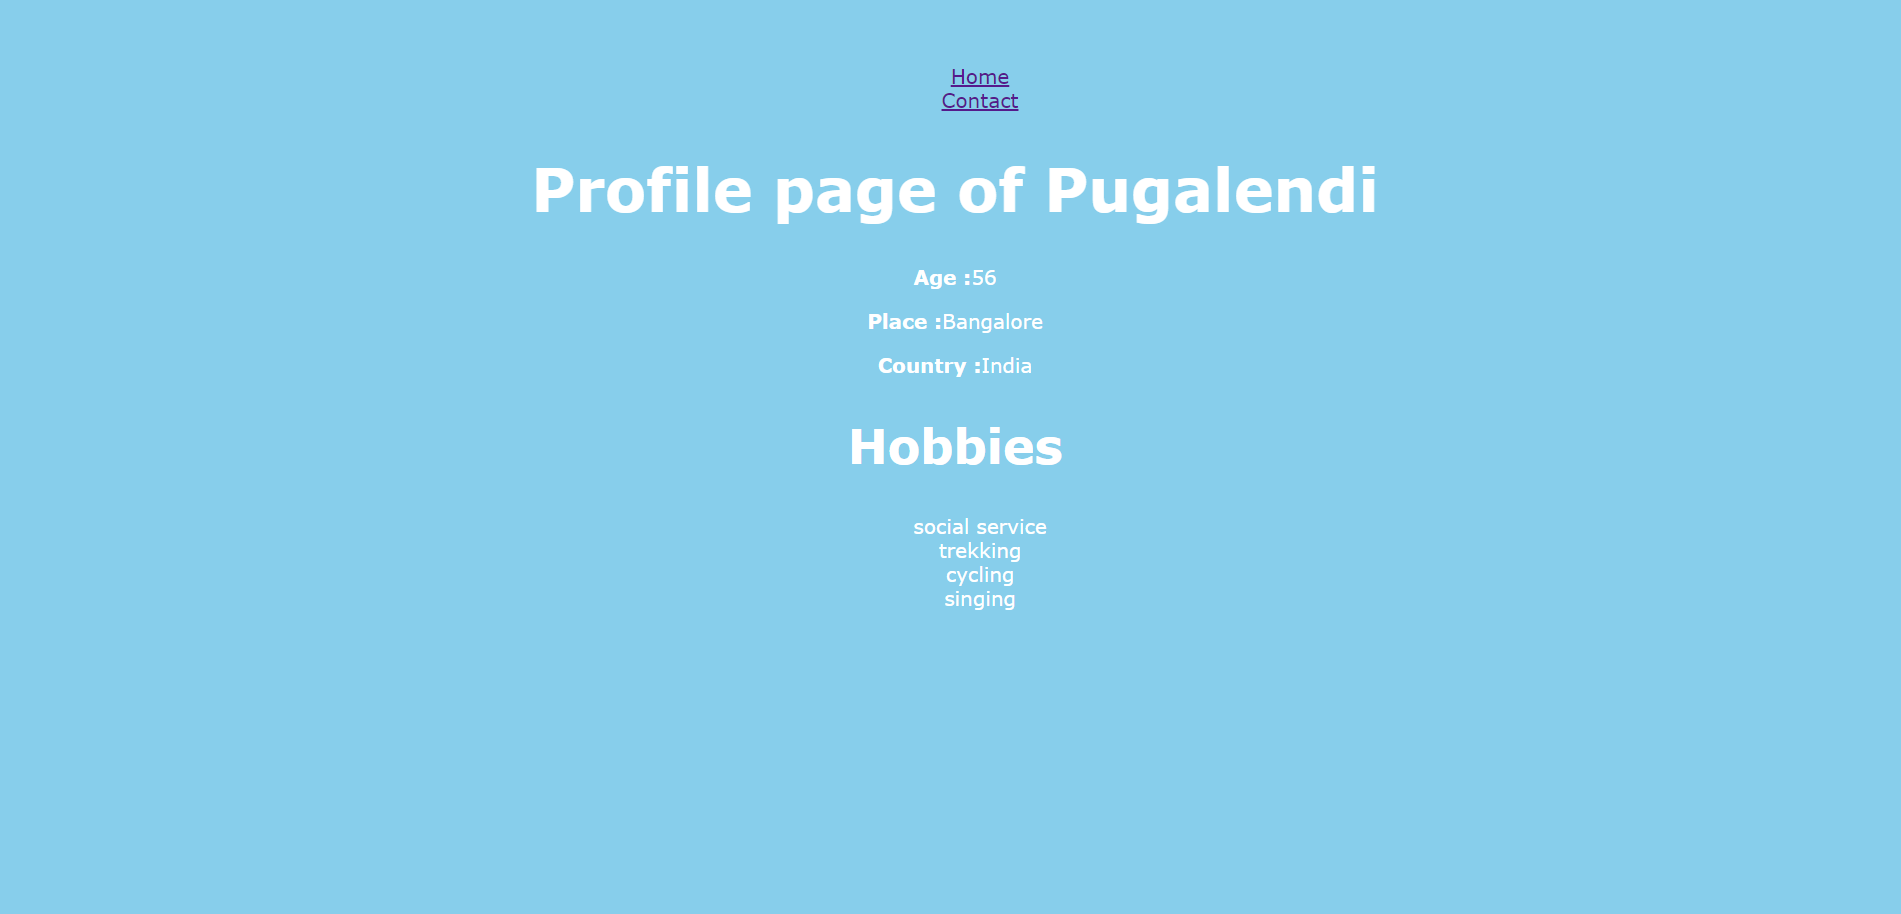 Home
Contact
Profile page of Pugalendi
Age :56
Place :Bangalore
Country :India
Hobbies
social service
trekking
cycling
singing